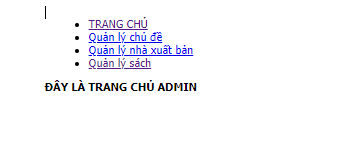 TRANG CHỦ
Quản lý chủ đề
Quản lý nhà xuất bản
Quản lý sách
ĐÂY LÀ TRANG CHỦ ADMIN